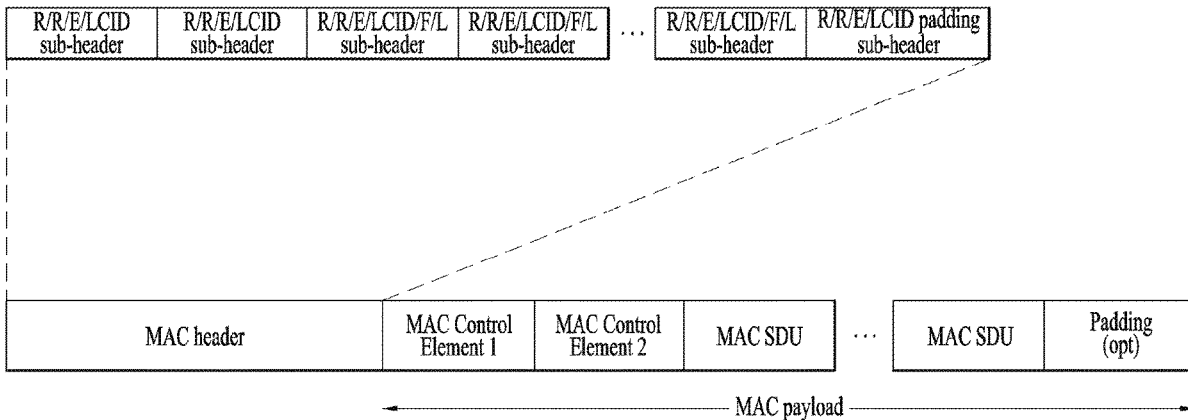 R/R/E/LCID
sub-header
R/R/E/LCID
sub-header
R/R/E/LCID/F/L
sub-header
R/R/E/LCID/F/L
sub-header
...
R/R/E/LCID/F/L
sub-header
R/R/E/LCID padding
sub-header
MAC header
MAC Control
Element 1
MAC Control
Element 2
MAC SDU
...
MAC SDU
Padding
(opt)
MAC payload